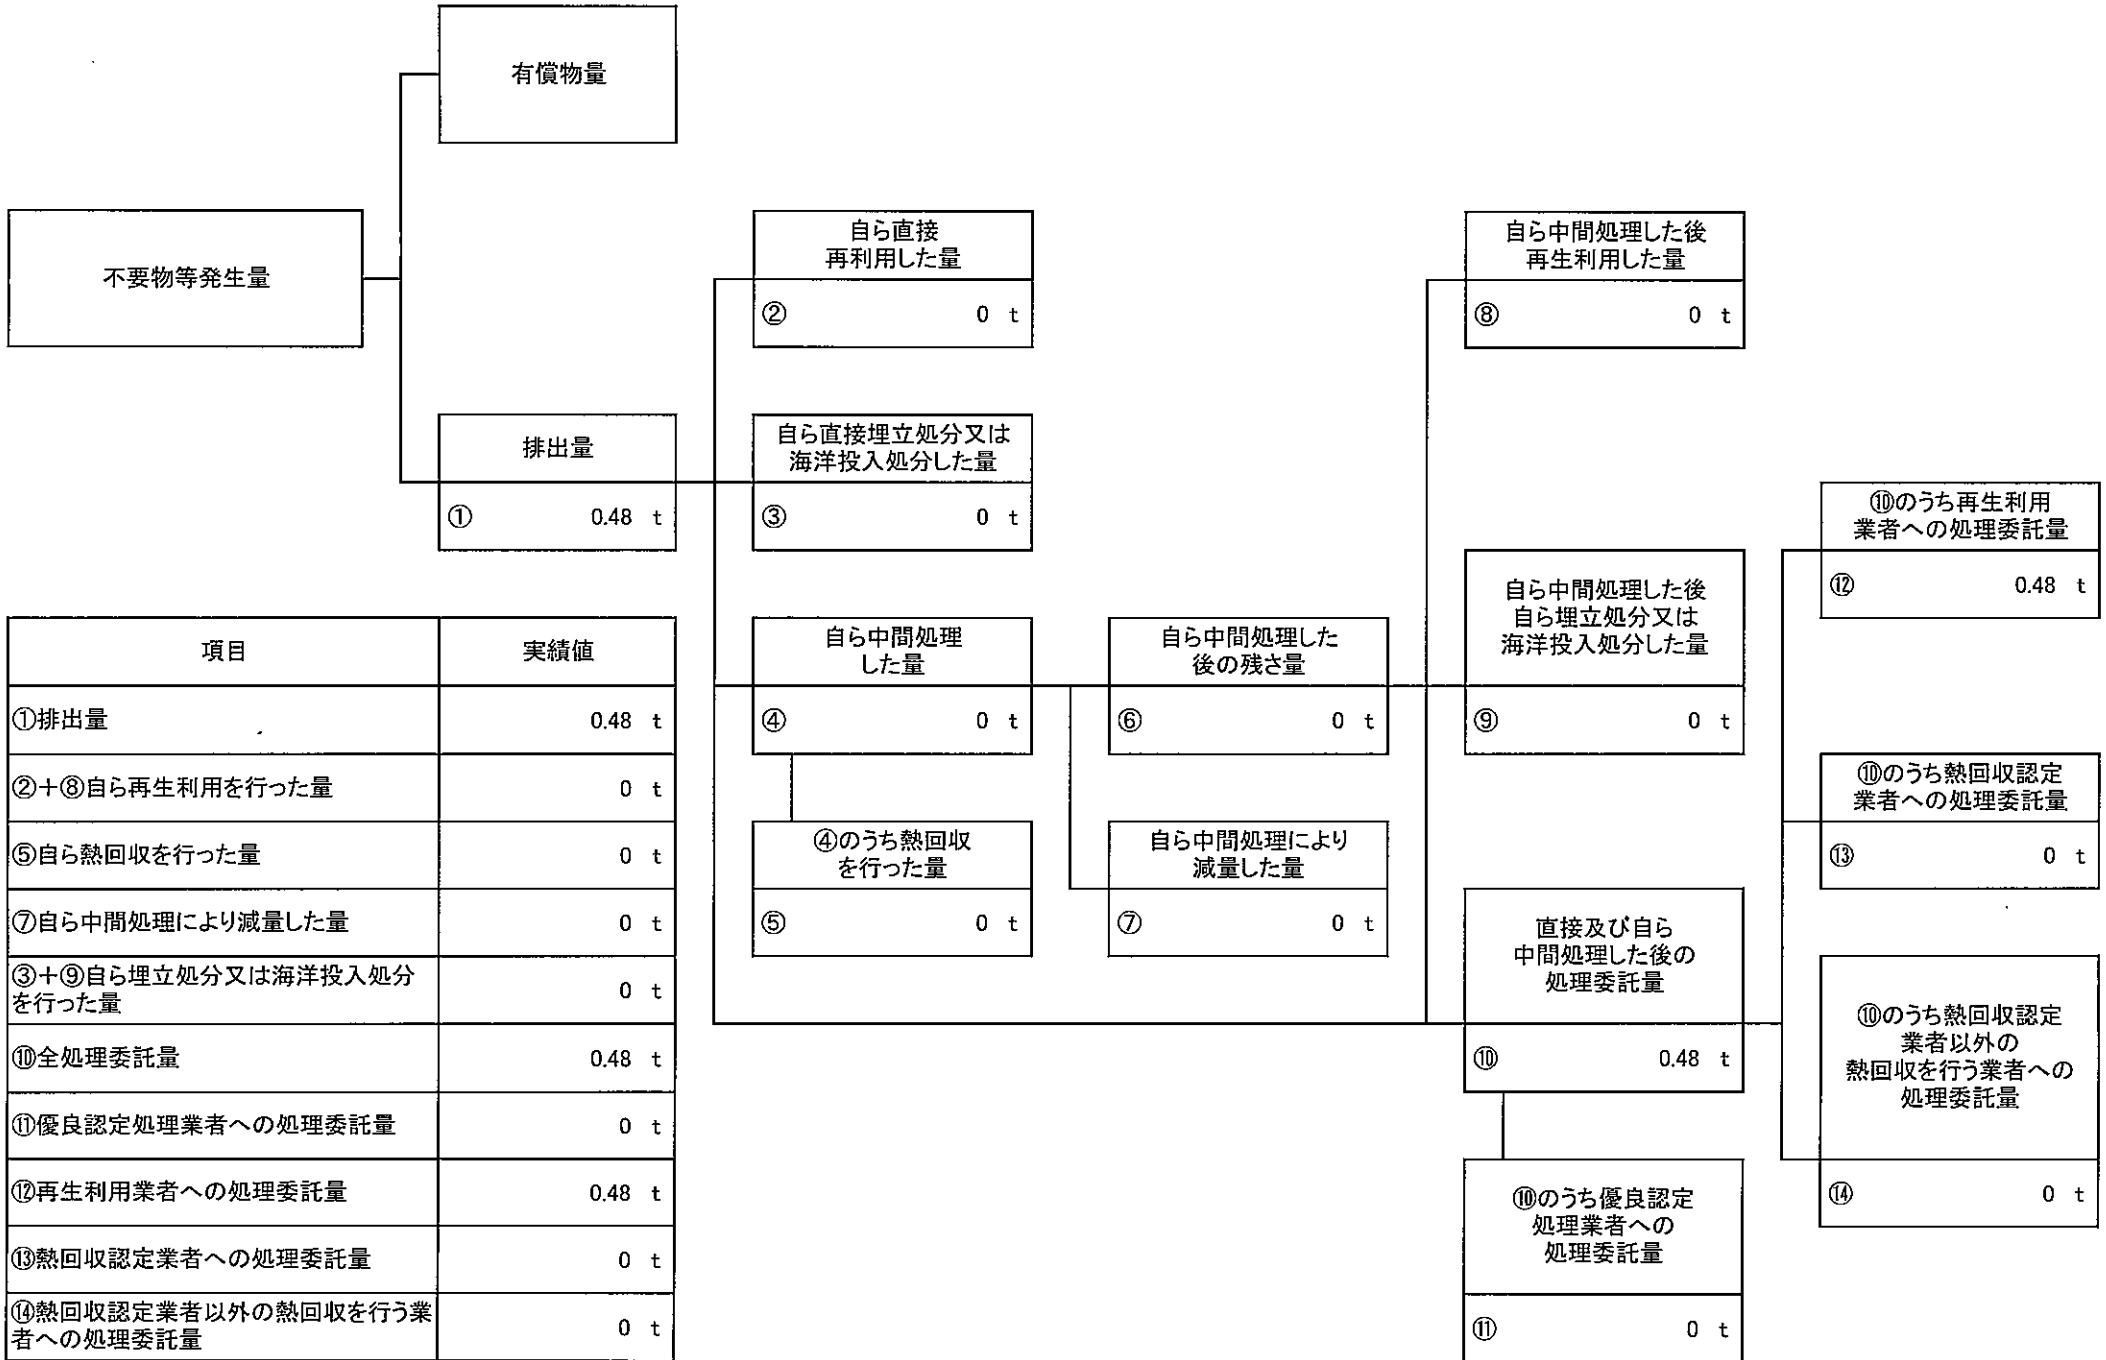 有償物量
不要物等発生量
自ら直接
再利用した量
② 0 t
自ら中間処理した後
再生利用した量
⑧ 0 t
排出量
① 0.48 t
自ら直接埋立処分又は
海洋投入処分した量
③ 0 t
⑩のうち再生利用
業者への処理委託量
⑫ 0.48 t
自ら中間処理
した量
④ 0 t
自ら中間処理した
後の残さ量
⑥ 0 t
自ら中間処理した後
自ら埋立処分又は
海洋投入処分した量
⑨ 0 t
⑩のうち熱回収認定
業者への処理委託量
⑬ 0 t
④のうち熱回収
を行った量
⑤ 0 t
自ら中間処理により
減量した量
⑦ 0 t
直接及び自ら
中間処理した後の
処理委託量
⑩ 0.48 t
⑩のうち熱回収認定
業者以外の
熱回収を行う業者への
処理委託量
⑭ 0 t
⑩のうち優良認定
処理業者への
処理委託量
⑪ 0 t
項目 実績値
①排出量 0.48 t
②+⑧自ら再生利用を行った量 0 t
⑤自ら熱回収を行った量 0 t
⑦自ら中間処理により減量した量 0 t
③+⑨自ら埋立処分又は海洋投入処分
を行った量 0 t
⑩全処理委託量 0.48 t
⑪優良認定処理業者への処理委託量 0 t
⑫再生利用業者への処理委託量 0.48 t
⑬熱回収認定業者への処理委託量 0 t
⑭熱回収認定業者以外の熱回収を行う業
者への処理委託量 0 t